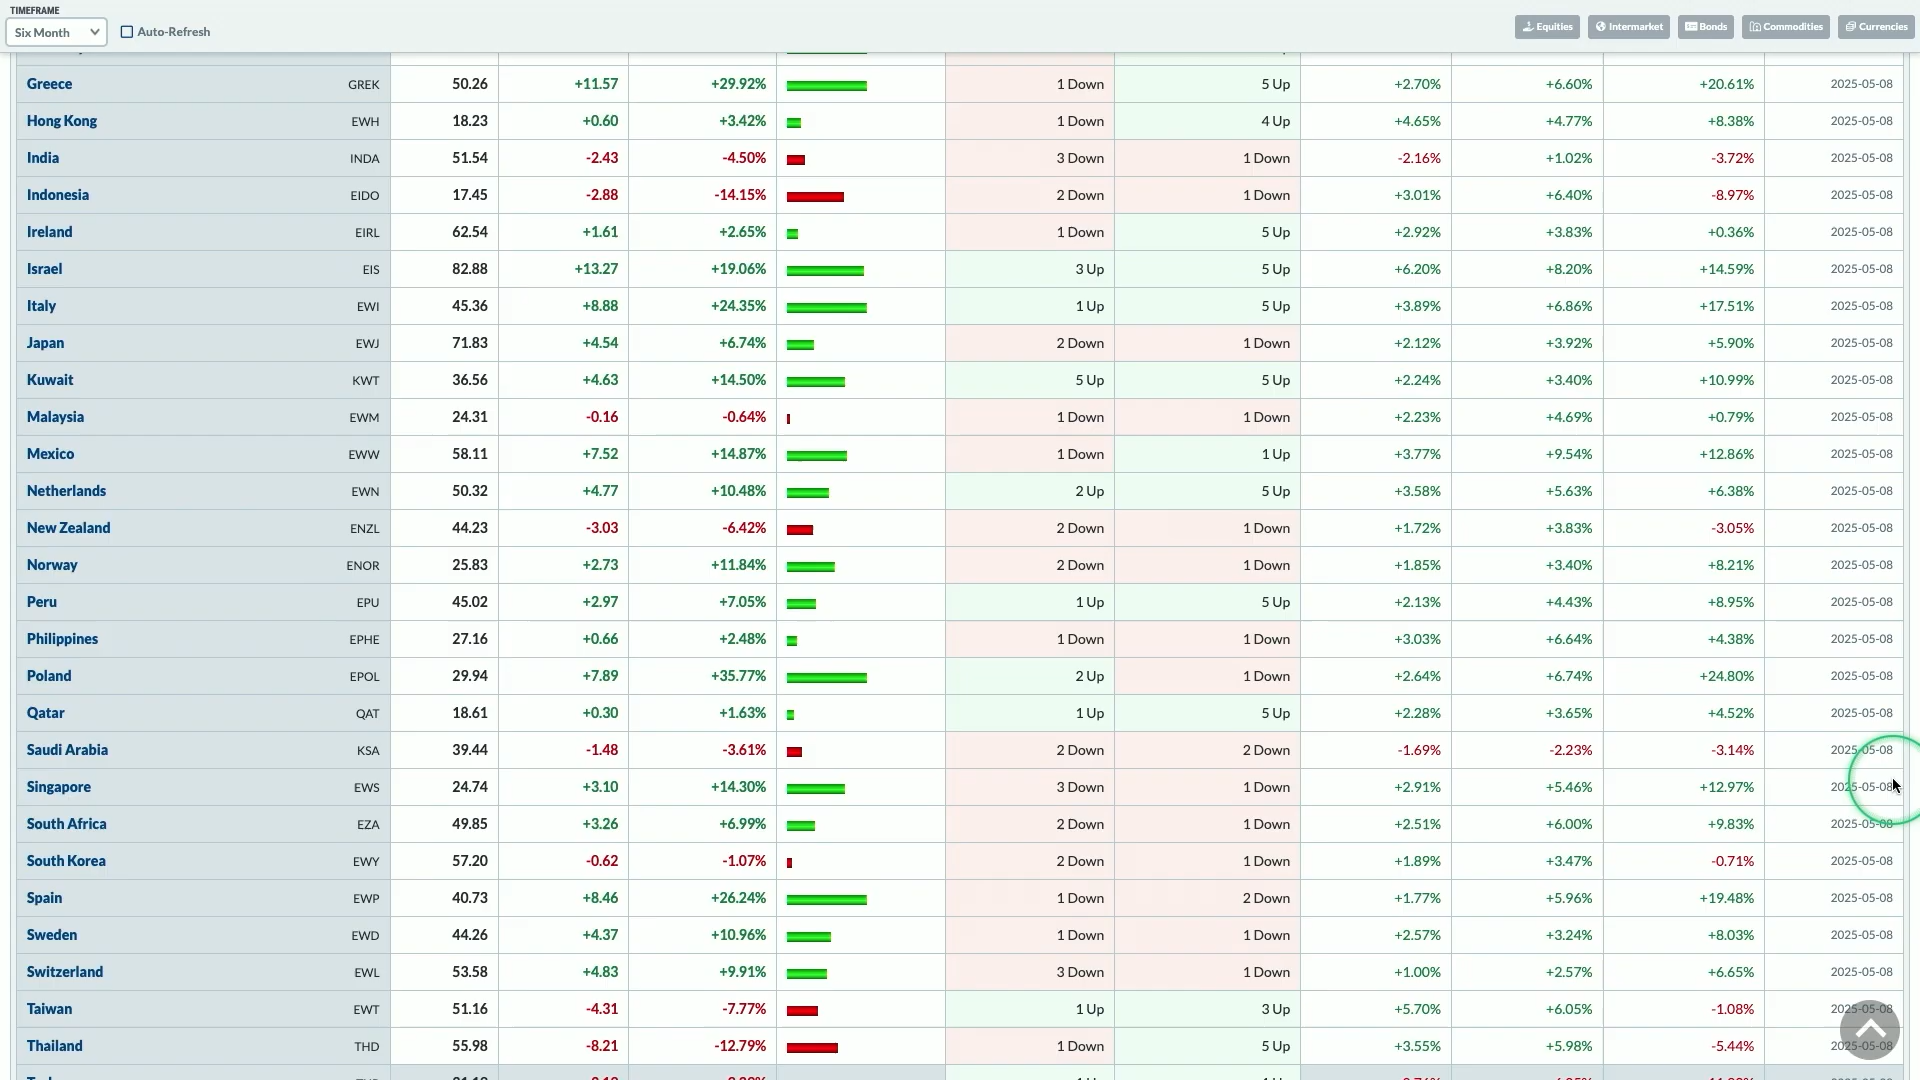 TIMEFRAME
Six Month
Auto-Refresh
Equities Intermarket Bonds Commodities Currencies
Greece GREK 50.26 +11.57 +29.92% 1 Down 5 Up +2.70% +6.60% +20.61% 2025-05-08
Hong Kong EWH 18.23 +0.60 +3.42% 1 Down 4 Up +4.65% +4.77% +8.38% 2025-05-08
India INDA 51.54 -2.43 -4.50% 3 Down 1 Down -2.16% +1.02% -3.72% 2025-05-08
Indonesia EIDO 17.45 -2.88 -14.15% 2 Down 1 Down +3.01% +6.40% -8.97% 2025-05-08
Ireland EIRL 62.54 +1.61 +2.65% 1 Down 5 Up +2.92% +3.83% +0.36% 2025-05-08
Israel EIS 82.88 +13.27 +19.06% 3 Up 5 Up +6.20% +8.20% +14.59% 2025-05-08
Italy EWI 45.36 +8.88 +24.35% 1 Up 5 Up +3.89% +6.86% +17.51% 2025-05-08
Japan EWJ 71.83 +4.54 +6.74% 2 Down 1 Down +2.12% +3.92% +5.90% 2025-05-08
Kuwait KWT 36.56 +4.63 +14.50% 5 Up 5 Up +2.24% +3.40% +10.99% 2025-05-08
Malaysia EWM 24.31 -0.16 -0.64% 1 Down 1 Down +2.23% +4.69% +0.79% 2025-05-08
Mexico EWW 58.11 +7.52 +14.87% 1 Down 1 Up +3.77% +9.54% +12.86% 2025-05-08
Netherlands EWN 50.32 +4.77 +10.48% 2 Up 5 Up +3.58% +5.63% +6.38% 2025-05-08
New Zealand ENZL 44.23 -3.03 -6.42% 2 Down 1 Down +1.72% +3.83% -3.05% 2025-05-08
Norway ENOR 25.83 +2.73 +11.84% 2 Down 1 Down +1.85% +3.40% +8.21% 2025-05-08
Peru EPU 45.02 +2.97 +7.05% 1 Up 5 Up +2.13% +4.43% +8.95% 2025-05-08
Philippines EPHE 27.16 +0.66 +2.48% 1 Down 1 Down +3.03% +6.64% +4.38% 2025-05-08
Poland EPOL 29.94 +7.89 +35.77% 2 Up 1 Down +2.64% +6.74% +24.80% 2025-05-08
Qatar QAT 18.61 +0.30 +1.63% 1 Up 5 Up +2.28% +3.65% +4.52% 2025-05-08
Saudi Arabia KSA 39.44 -1.48 -3.61% 2 Down 2 Down -1.69% -2.23% -3.14% 2025-05-08
Singapore EWS 24.74 +3.10 +14.30% 3 Down 1 Down +2.91% +5.46% +12.97% 2025-05-08
South Africa EZA 49.85 +3.26 +6.99% 2 Down 1 Down +2.51% +6.00% +9.83% 2025-05-08
South Korea EWY 57.20 -0.62 -1.07% 2 Down 1 Down +1.89% +3.47% -0.71% 2025-05-08
Spain EWP 40.73 +8.46 +26.24% 1 Down 2 Down +1.77% +5.96% +19.48% 2025-05-08
Sweden EWD 44.26 +4.37 +10.96% 1 Down 1 Down +2.57% +3.24% +8.03% 2025-05-08
Switzerland EWL 53.58 +4.83 +9.91% 3 Down 1 Down +1.00% +2.57% +6.65% 2025-05-08
Taiwan EWT 51.16 -4.31 -7.77% 1 Up 3 Up +5.70% +6.05% -1.08% 2025-05-08
Thailand THD 55.98 -8.21 -12.79% 1 Down 5 Up +3.55% +5.98% -5.44% 2025-05-08